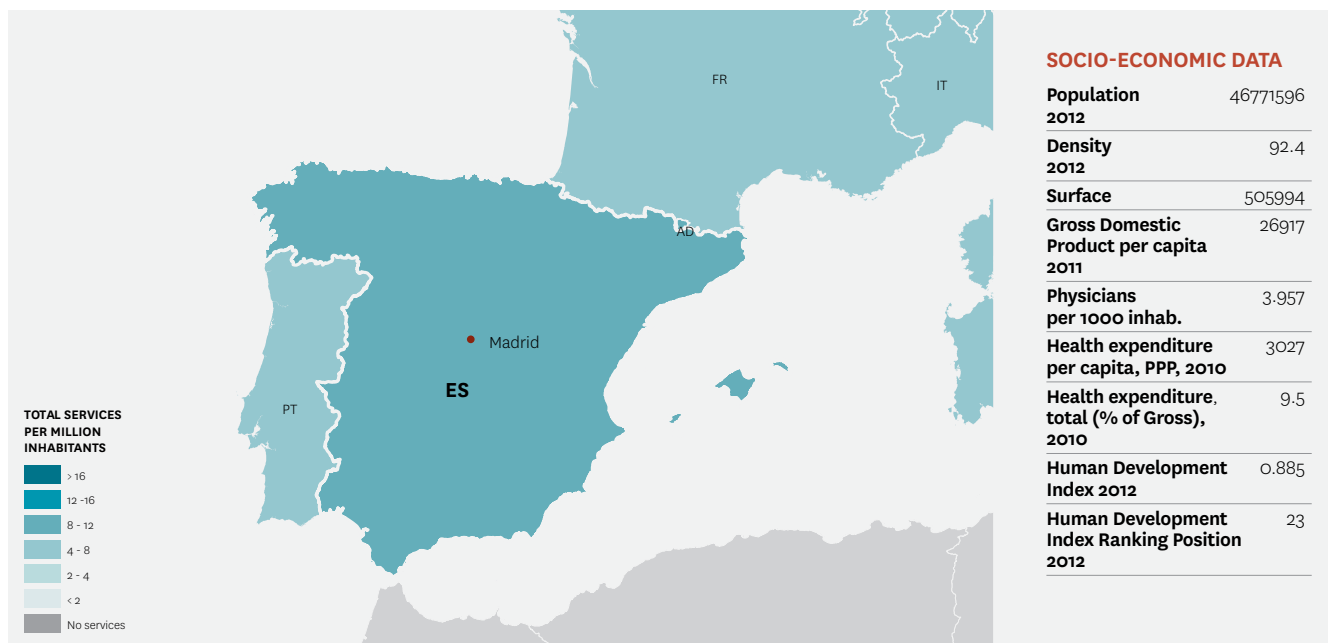 FR
IT
AD
Madrid
ES
PT
TOTAL SERVICES
PER MILLION
INHABITANTS
> 16
12 -16
8 - 12
4 - 8
2 - 4
< 2
No services
SOCIO-ECONOMIC DATA
Population 46771596
2012
Density 92.4
2012
Surface 505994
Gross Domestic 26917
Product per capita
2011
Physicians 3.957
per 1000 inhab.
Health expenditure 3027
per capita, PPP, 2010
Health expenditure, 9.5
total (% of Gross),
2010
Human Development 0.885
Index 2012
Human Development 23
Index Ranking Position
2012